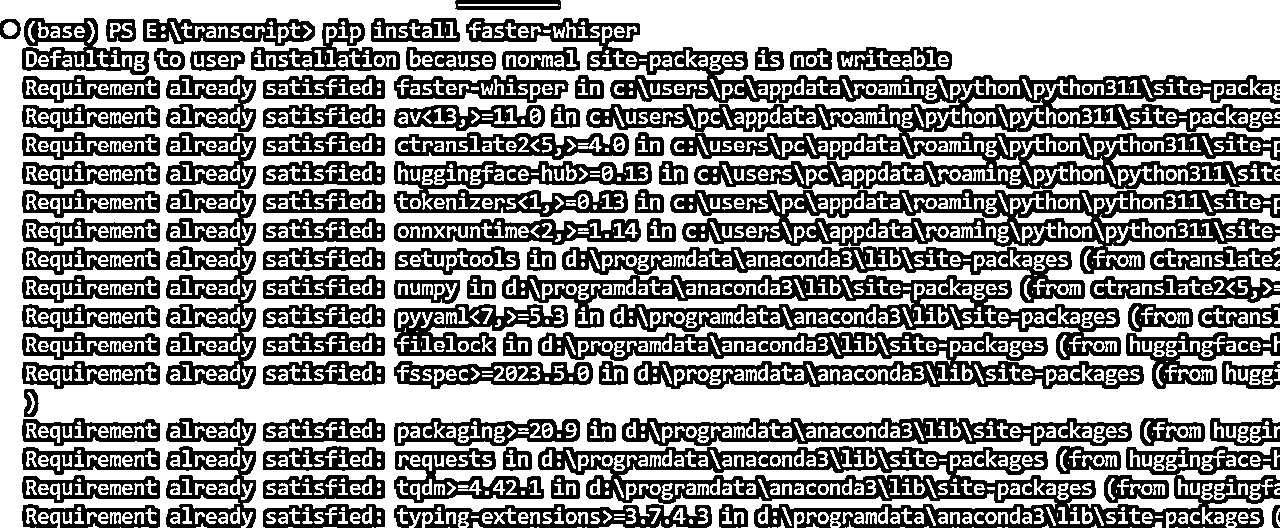 (base) PS E:\transcript> pip install faster-whisper
Defaulting to user installation because normal site-packages is not writeable
Requirement already satisfied: faster-whisper in c:\users\pc\appdata\roaming\python\python311\site-packag
Requirement already satisfied: av<13,>=11.0 in c:\users\pc\appdata\roaming\python\python311\site-packages
Requirement already satisfied: ctranslate2<5,>=4.0 in c:\users\pc\appdata\roaming\python\python311\site-p
Requirement already satisfied: huggingface-hub>=0.13 in c:\users\pc\appdata\roaming\python\python311\site
Requirement already satisfied: tokenizers<1,>=0.13 in c:\users\pc\appdata\roaming\python\python311\site-p
Requirement already satisfied: onnxruntime<2,>=1.14 in c:\users\pc\appdata\roaming\python\python311\site-
Requirement already satisfied: setuptools in d:\programdata\anaconda3\lib\site-packages (from ctranslate2
Requirement already satisfied: numpy in d:\programdata\anaconda3\lib\site-packages (from ctranslate2<5,>=
Requirement already satisfied: pyyaml<7,>=5.3 in d:\programdata\anaconda3\lib\site-packages (from ctransl
Requirement already satisfied: filelock in d:\programdata\anaconda3\lib\site-packages (from huggingface-h
Requirement already satisfied: fsspec>=2023.5.0 in d:\programdata\anaconda3\lib\site-packages (from huggi
)
Requirement already satisfied: packaging>=20.9 in d:\programdata\anaconda3\lib\site-packages (from huggin
Requirement already satisfied: requests in d:\programdata\anaconda3\lib\site-packages (from huggingface-h
Requirement already satisfied: tqdm>=4.42.1 in d:\programdata\anaconda3\lib\site-packages (from huggingfa
Requirement already satisfied: typing-extensions>=3.7.4.3 in d:\programdata\anaconda3\lib\site-packages (